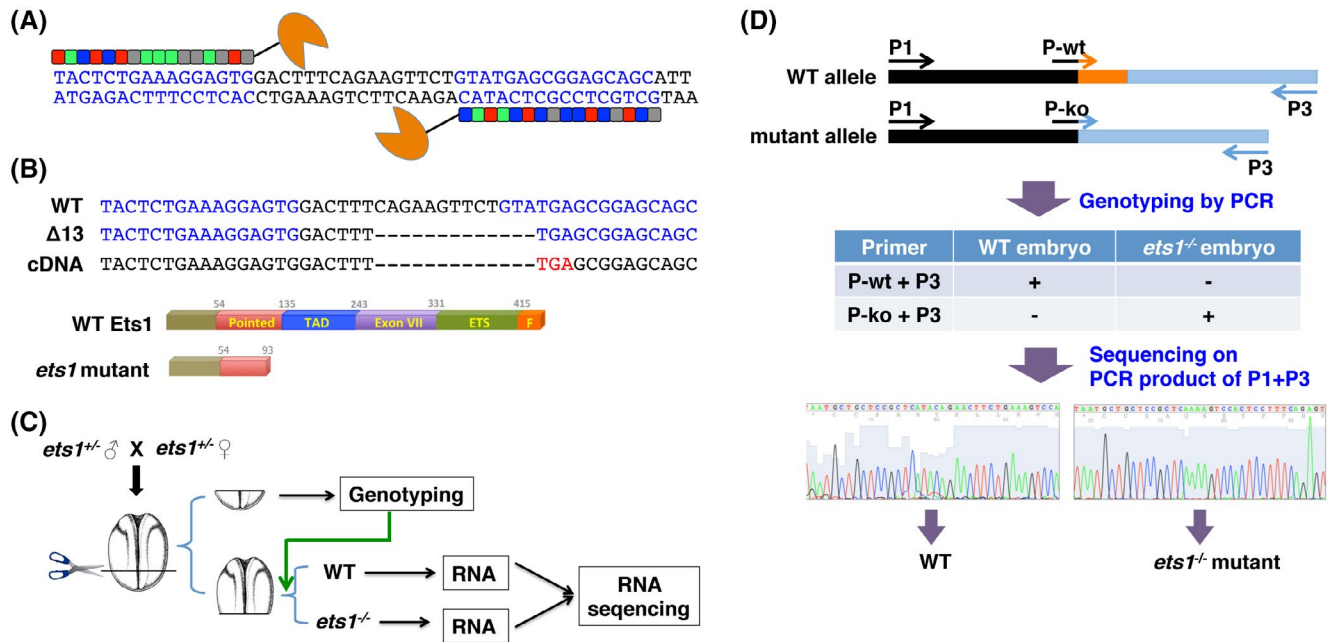 (A)
TACTCTGAAAGGAGTGGACTTTCAGAAGTTCTGTATGAGCGGAGCAGCATT
ATGAGACTTTCCTCACCTGAAAGTCTTCAAGACATACTCGCCTCGTCGTAA
(B)
WT TACTCTGAAAGGAGTGGACTTTCAGAAGTTCTGTATGAGCGGAGCAGC
Δ13 TACTCTGAAAGGAGTGGACTTT-------------TGAGCGGAGCAGC
cDNA TACTCTGAAAGGAGTGGACTTT-------------TGAGCGGAGCAGC
54 135 243 331 415
WT Ets1 Pointed TAD Exon VII ETS F
54 93
ets1 mutant
(C)
ets1+/- ♂ X ets1+/- ♀
Genotyping
WT RNA
RNA seqencing
ets1-/- RNA
(D)
P1 P-wt
WT allele
P3
P1 P-ko
mutant allele
P3
Genotyping by PCR
Primer WT embryo ets1-/- embryo
P-wt + P3 + -
P-ko + P3 - +
Sequencing on
PCR product of P1+P3
TAATGCTGCTCCGCTCATACAGAACTTCTGAAAGTCCA
TAATGCTGCTCCGCTCAAAAGTCCACTCCTTTCAGAGT
WT
ets1-/- mutant